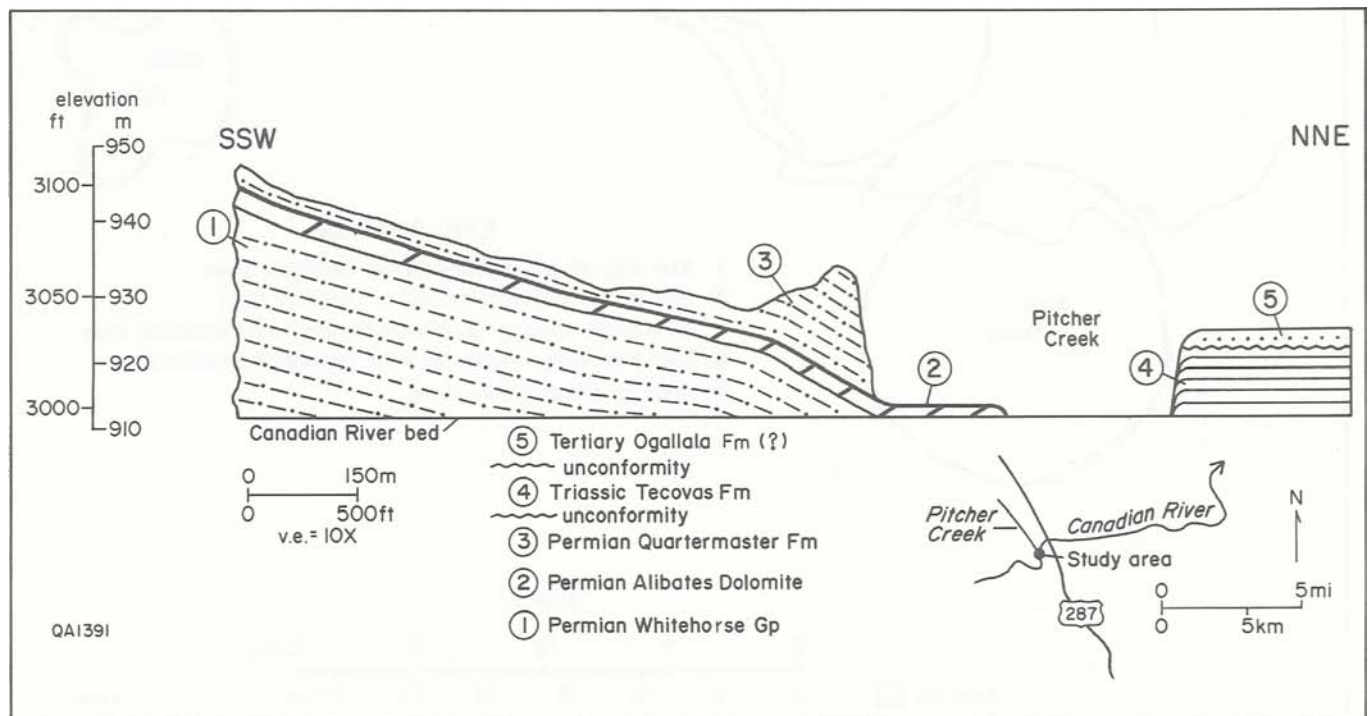 elevation
ft m
SSW
NNE
950
3100
940
3050
930
920
3000
910
1
3
2
Pitcher
Creek
5
4
Canadian River bed
0 150m
0 500ft
v.e.= 10X
5 Tertiary Ogallala Fm (?)
unconformity
4 Triassic Tecovas Fm
unconformity
3 Permian Quartermaster Fm
2 Permian Alibates Dolomite
1 Permian Whitehorse Gp
Pitcher
Creek
Canadian River
Study area
287
N
0 5mi
0 5km
QA1391